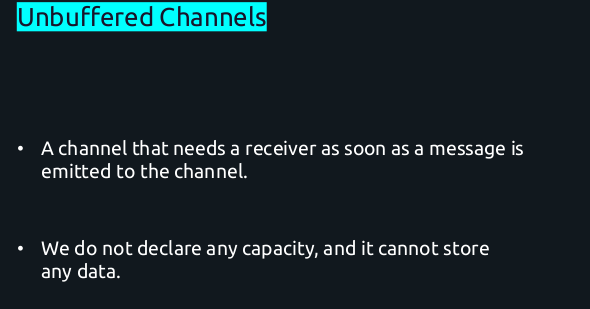 Unbuffered Channels
• A channel that needs a receiver as soon as a message is
emitted to the channel.
• We do not declare any capacity, and it cannot store
any data.